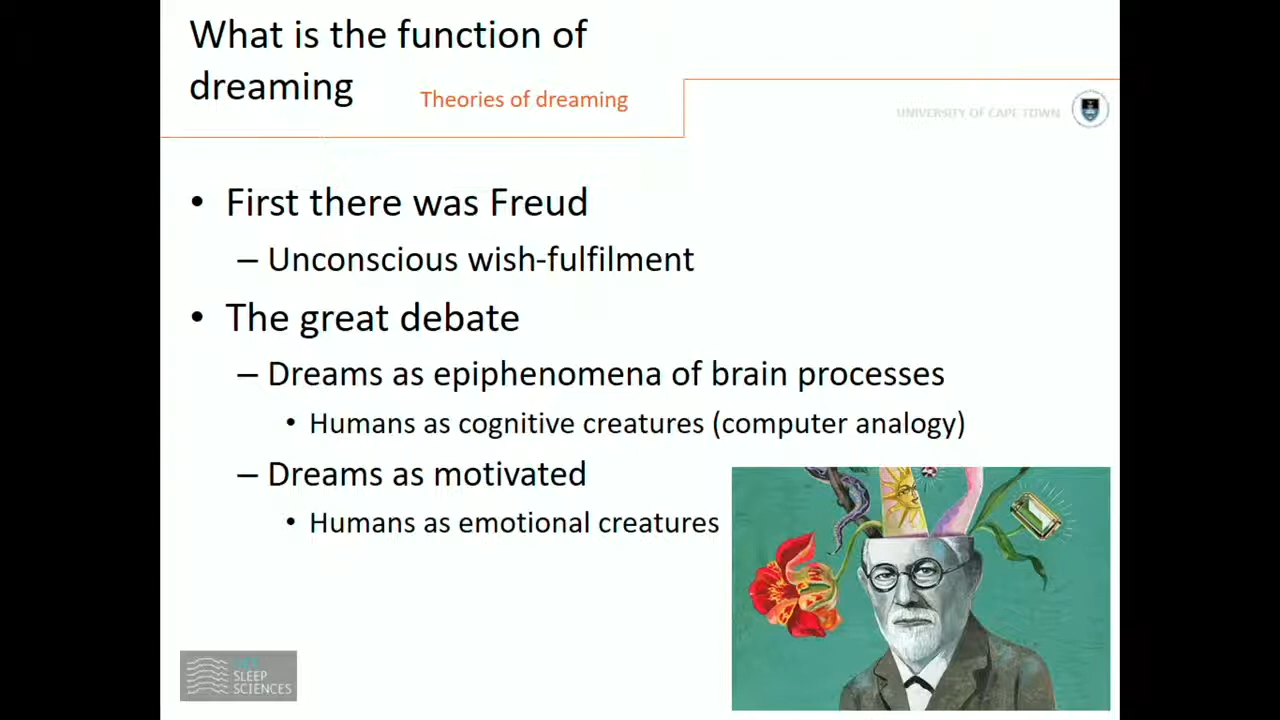 What is the function of
dreaming
Theories of dreaming
UNIVERSITY OF CAPE TOWN
• First there was Freud
– Unconscious wish-fulfilment
• The great debate
– Dreams as epiphenomena of brain processes
• Humans as cognitive creatures (computer analogy)
– Dreams as motivated
• Humans as emotional creatures
SLEEP
SCIENCES